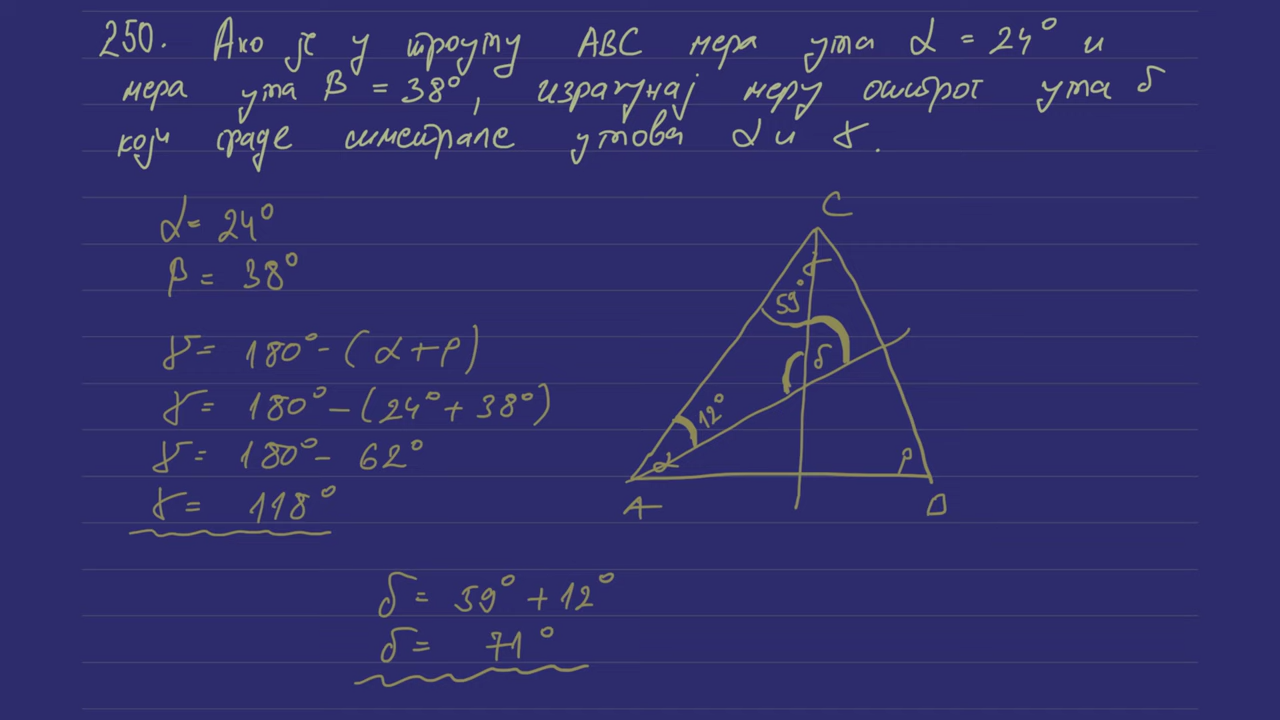 250. Ако је у троуглу ABC мера угла α = 24° и
мера угла β = 38°, израчунај меру оштрог угла δ
који граде симетрале углова α и γ.
α = 24°
β = 38°
γ = 180° - (α + β)
γ = 180° - (24° + 38°)
γ = 180° - 62°
γ = 118°
C
γ
59°
δ
12°
α
β
A
B
δ = 59° + 12°
δ = 71°